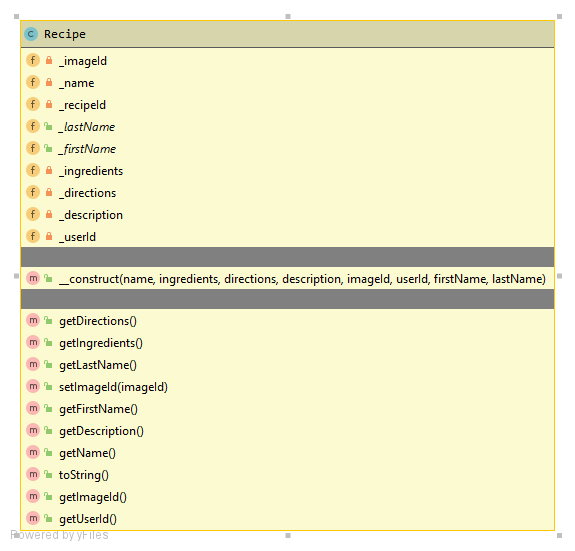 C Recipe
f _imageId
f _name
f _recipeId
f _lastName
f _firstName
f _ingredients
f _directions
f _description
f _userId
m __construct(name, ingredients, directions, description, imageId, userId, firstName, lastName)
m getDirections()
m getIngredients()
m getLastName()
m setImageId(imageId)
m getFirstName()
m getDescription()
m getName()
m toString()
m getImageId()
m getUserId()
Powered by yFiles